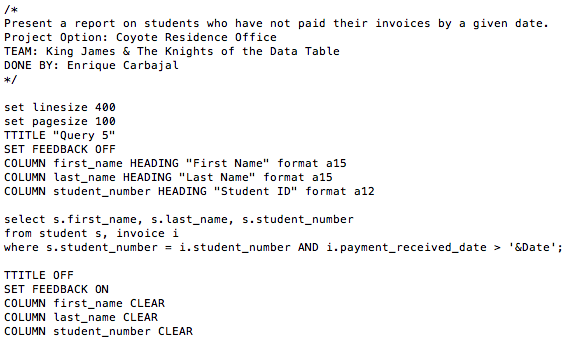 /*
Present a report on students who have not paid their invoices by a given date.
Project Option: Coyote Residence Office
TEAM: King James & The Knights of the Data Table
DONE BY: Enrique Carbajal
*/

set linesize 400
set pagesize 100
TTITLE "Query 5"
SET FEEDBACK OFF
COLUMN first_name HEADING "First Name" format a15
COLUMN last_name HEADING "Last Name" format a15
COLUMN student_number HEADING "Student ID" format a12

select s.first_name, s.last_name, s.student_number
from student s, invoice i
where s.student_number = i.student_number AND i.payment_received_date > '&Date';

TTITLE OFF
SET FEEDBACK ON
COLUMN first_name CLEAR
COLUMN last_name CLEAR
COLUMN student_number CLEAR